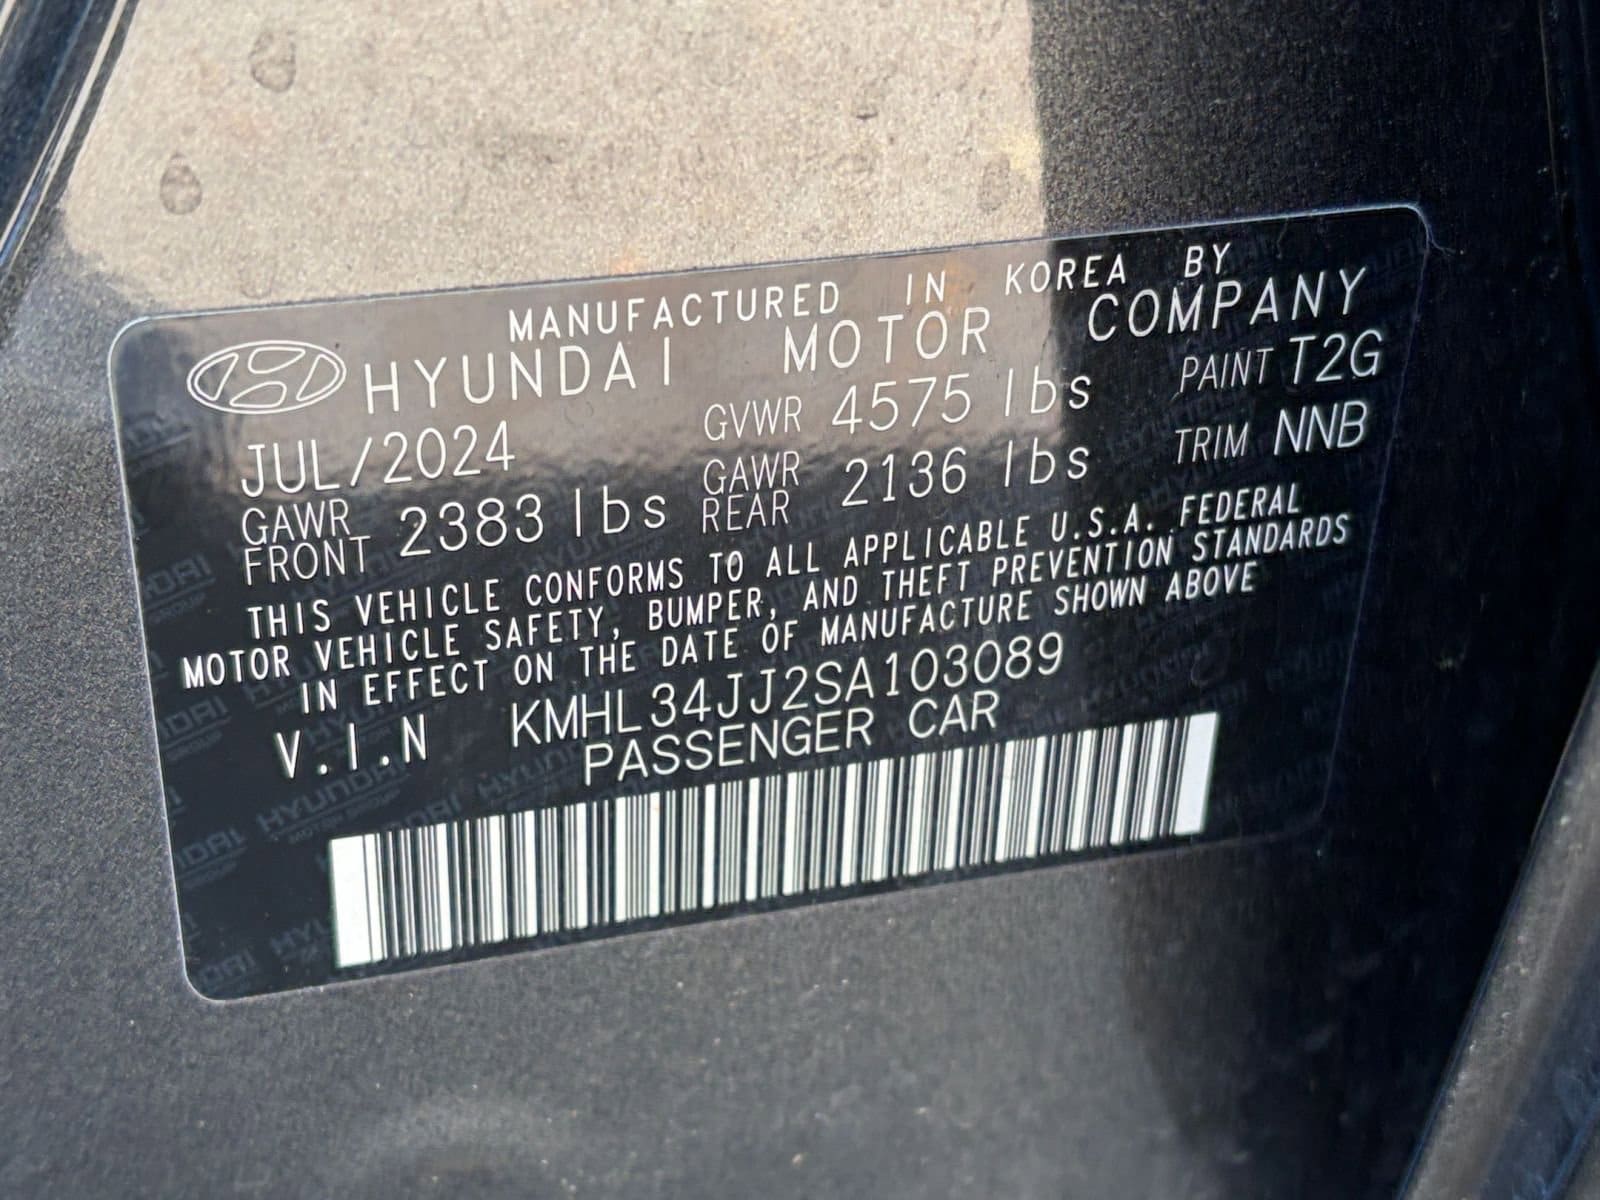 MANUFACTURED IN KOREA BY
HYUNDAI MOTOR COMPANY
JUL/2024 GVWR 4575 lbs PAINT T2G
GAWR FRONT 2383 lbs GAWR REAR 2136 lbs TRIM NNB
THIS VEHICLE CONFORMS TO ALL APPLICABLE U.S.A. FEDERAL
MOTOR VEHICLE SAFETY, BUMPER, AND THEFT PREVENTION STANDARDS
IN EFFECT ON THE DATE OF MANUFACTURE SHOWN ABOVE
V.I.N KMHL34JJ2SA103089
PASSENGER CAR